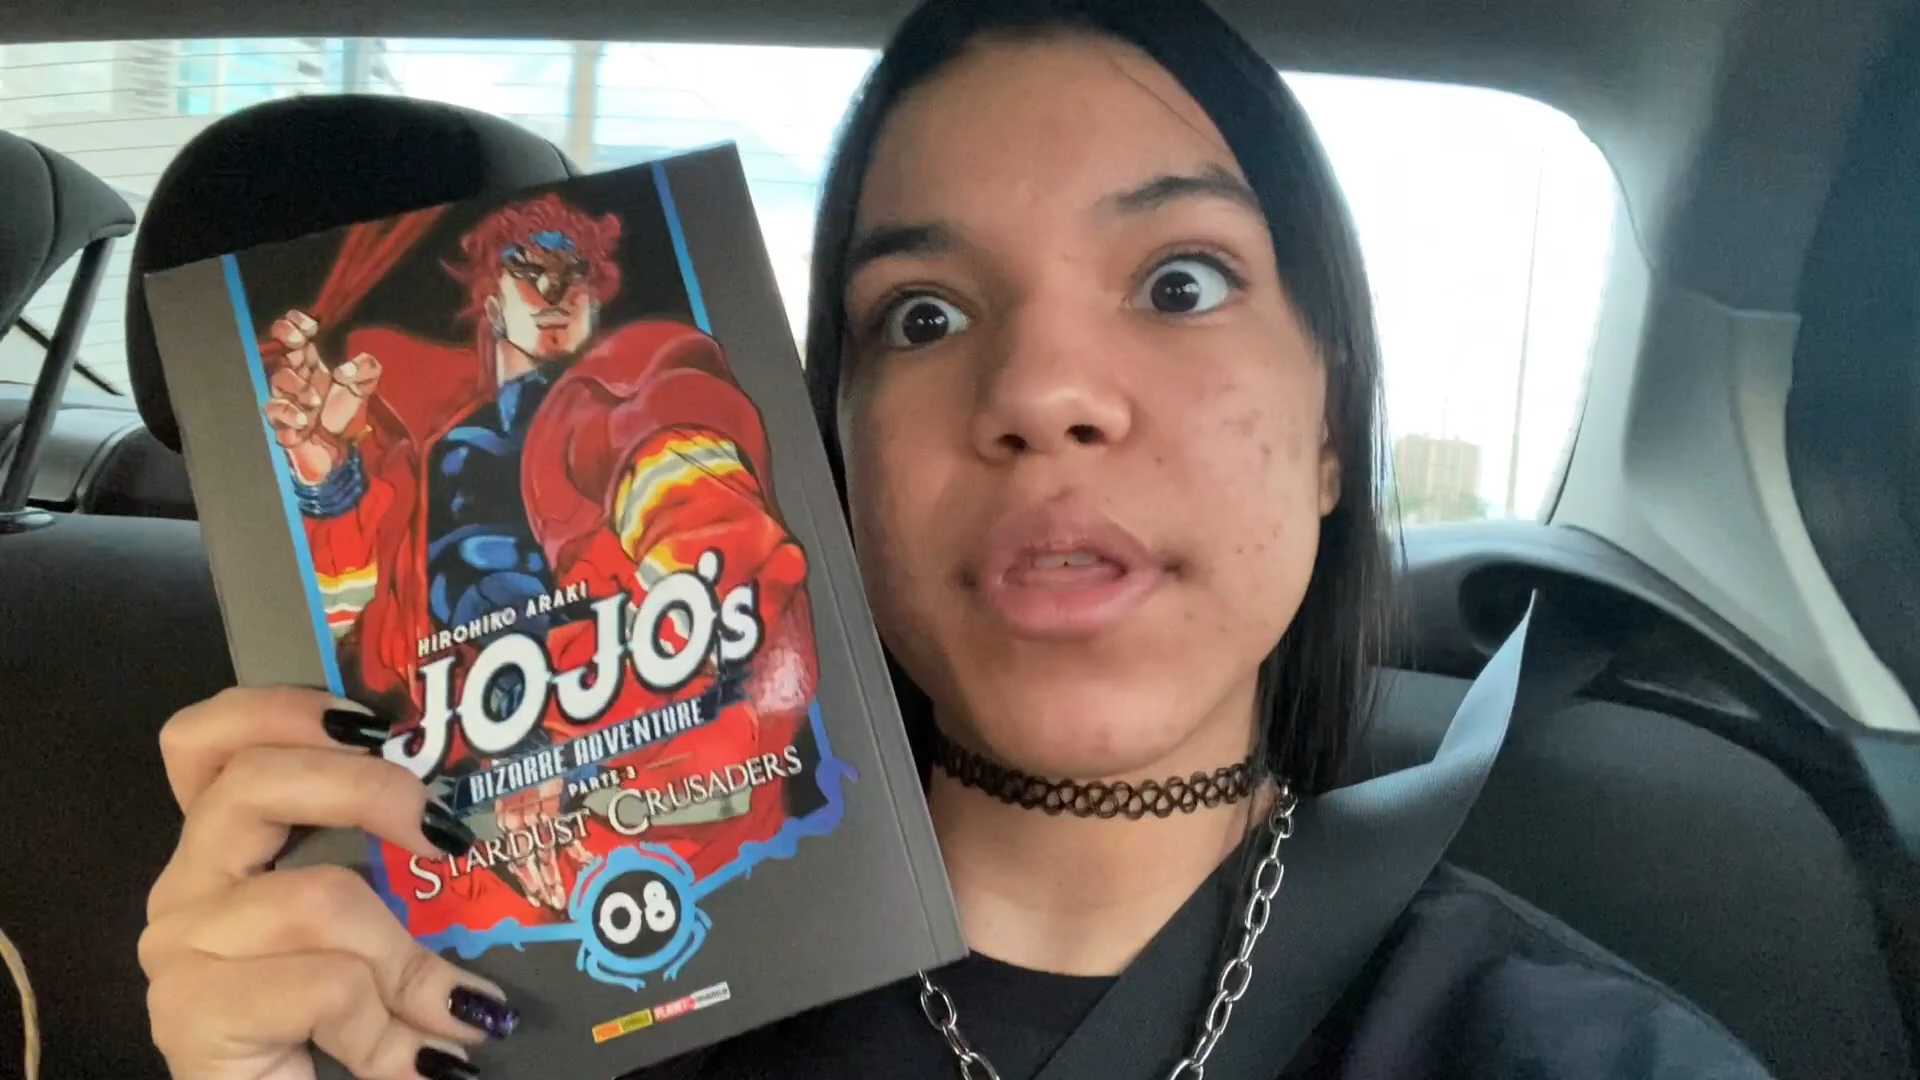 HIROHIKO ARAKI
JOJO's
BIZARRE ADVENTURE
PARTE 3
STARDUST CRUSADERS
08